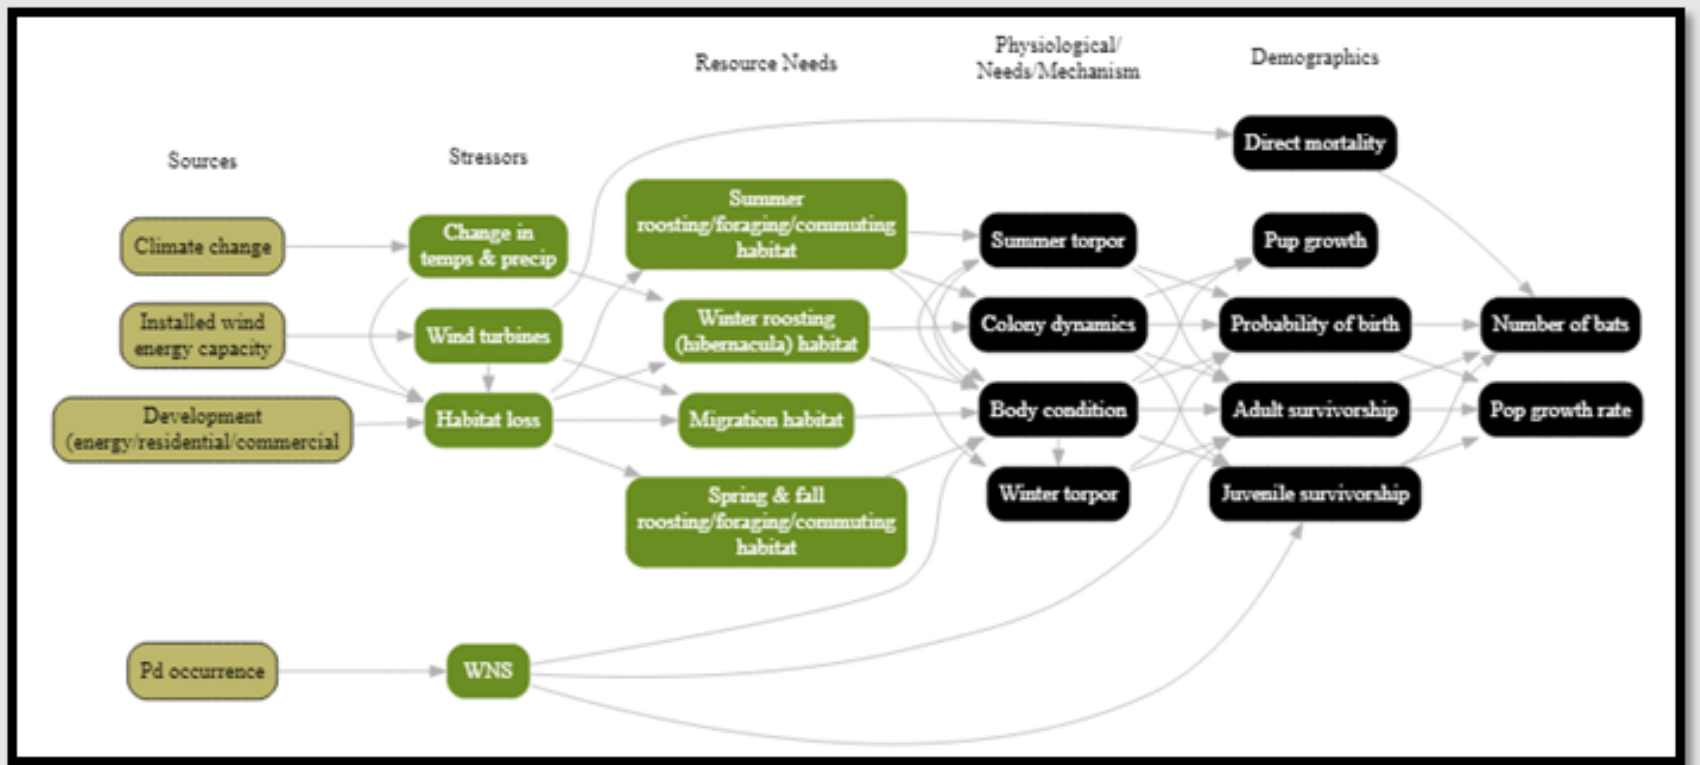 Resource Needs
Physiological/
Needs/Mechanism
Demographics
Sources
Stressors
Direct mortality
Climate change
Change in
temps & precip
Summer
roosting/foraging/commuting
habitat
Summer torpor
Pup growth
Installed wind
energy capacity
Wind turbines
Winter roosting
(hibernacula) habitat
Colony dynamics
Probability of birth
Number of bats
Development
(energy/residential/commercial
Habitat loss
Migration habitat
Body condition
Adult survivorship
Pop growth rate
Spring & fall
roosting/foraging/commuting
habitat
Winter torpor
Juvenile survivorship
Pd occurrence
WNS